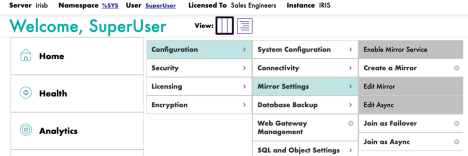 Server irisb Namespace %SYS User SuperUser Licensed To Sales Engineers Instance IRIS
Welcome, SuperUser View:
Home
Health
Analytics
Configuration
Security
Licensing
Encryption
System Configuration
Connectivity
Mirror Settings
Database Backup
Web Gateway
Management
SQL and Object Settings
Enable Mirror Service
Create a Mirror
Edit Mirror
Edit Async
Join as Failover
Join as Async